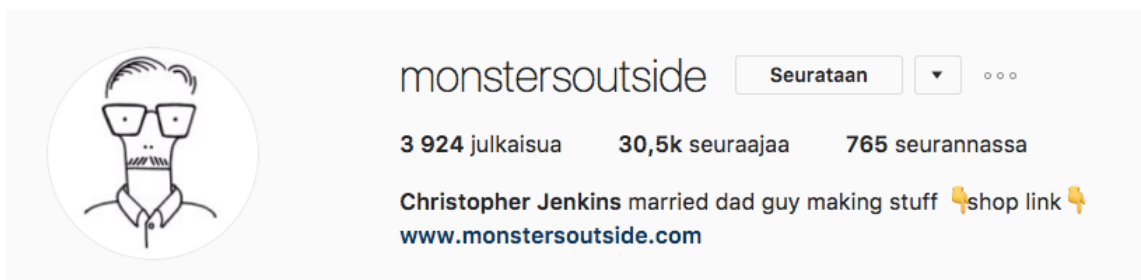 monstersoutside Seurataan
3 924 julkaisua 30,5k seuraajaa 765 seurannassa
Christopher Jenkins married dad guy making stuff 👇shop link👇
www.monstersoutside.com